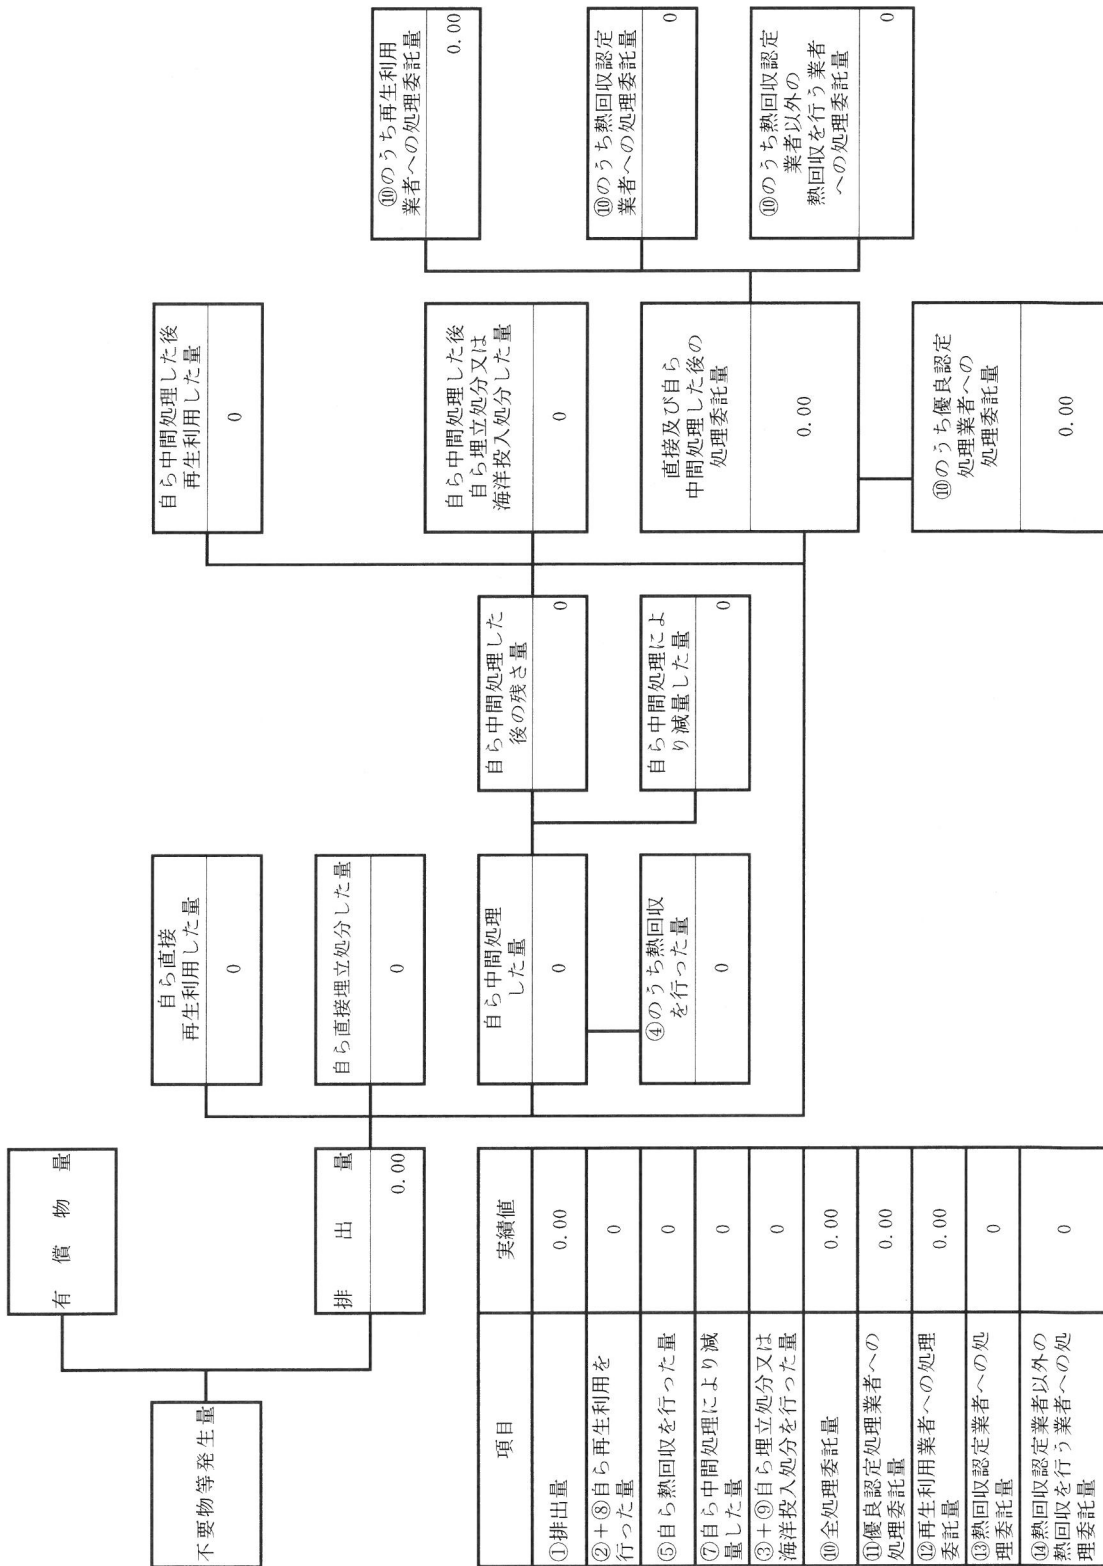 不要物等発生量
有償物量
排出量
0.00
自ら直接
再生利用した量
0
自ら直接埋立処分した量
0
自ら中間処理
した量
0
④のうち熱回収
を行った量
0
自ら中間処理した
後の残さ量
0
自ら中間処理によ
り減量した量
0
自ら中間処理した後
再生利用した量
0
自ら中間処理した後
自ら埋立処分又は
海洋投入処分した量
0
直接及び自ら
中間処理した後の
処理委託量
0.00
⑩のうち優良認定
処理業者への
処理委託量
0.00
⑩のうち再生利用
業者への処理委託量
0.00
⑩のうち熱回収認定
業者への処理委託量
0
⑩のうち熱回収認定
業者以外の
熱回収を行う業者
への処理委託量
0
項目
実績値
①排出量
0.00
②+⑧自ら再生利用を
行った量
0
⑤自ら熱回収を行った量
0
⑦自ら中間処理により減
量した量
0
③+⑨自ら埋立処分又は
海洋投入処分を行った量
0
⑩全処理委託量
0.00
⑪優良認定処理業者への
処理委託量
0.00
⑫再生利用業者への処理
委託量
0.00
⑬熱回収認定業者への処
理委託量
0
⑭熱回収認定業者以外の
熱回収を行う業者への処
理委託量
0